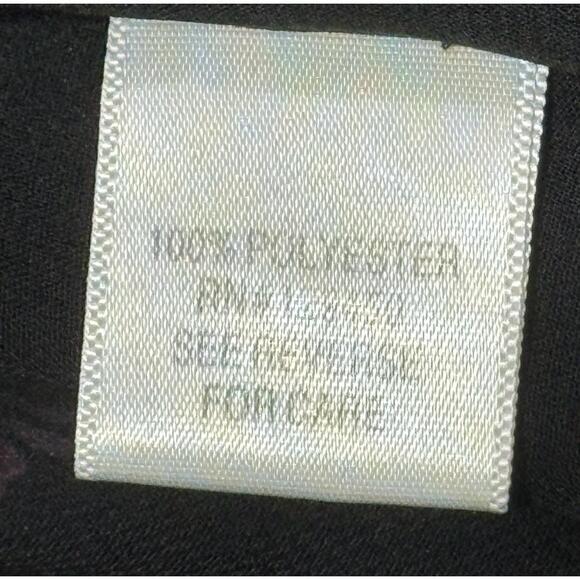 100% POLYESTER
RN#
SEE REVERSE
FOR CARE